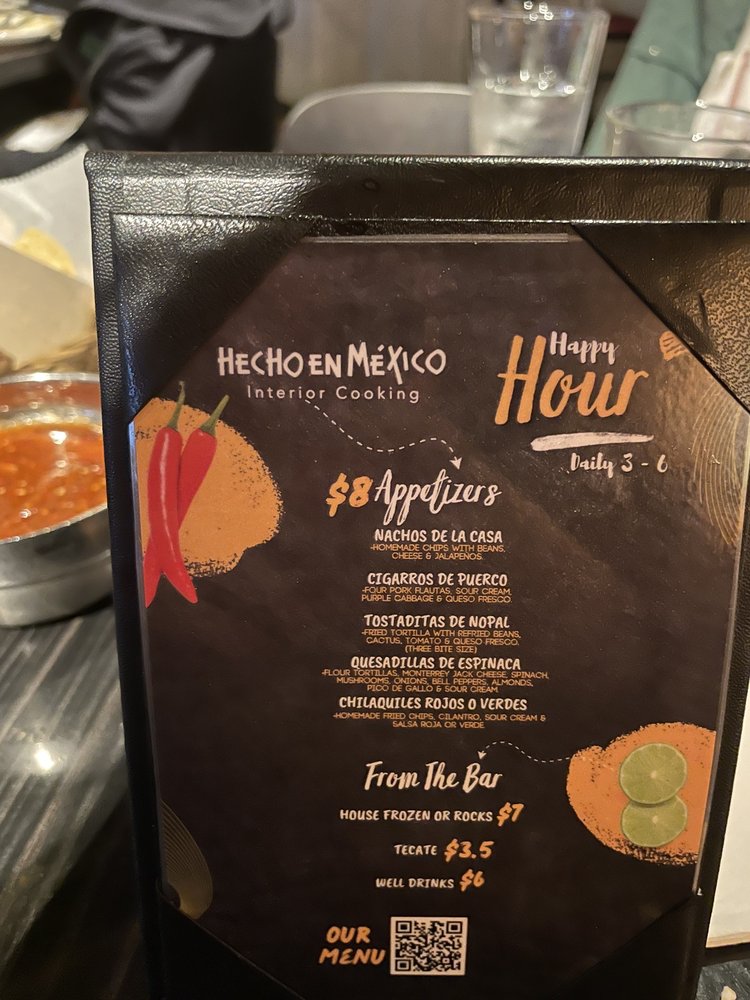 HECHO EN MÉXICO
Interior Cooking
Happy
Hour
Daily 3 - 6
$8 Appetizers
NACHOS DE LA CASA
-HOMEMADE CHIPS WITH BEANS,
CHEESE & JALAPENOS.
CIGARROS DE PUERCO
-FOUR PORK FLAUTAS, SOUR CREAM,
PURPLE CABBAGE & QUESO FRESCO.
TOSTADITAS DE NOPAL
-FRIED TORTILLA WITH REFRIED BEANS,
CACTUS, TOMATO & QUESO FRESCO,
(THREE BITE SIZE)
QUESADILLAS DE ESPINACA
-FLOUR TORTILLAS, MONTERREY JACK CHEESE, SPINACH,
MUSHROOMS, ONIONS, BELL PEPPERS, ALMONDS,
PICO DE GALLO & SOUR CREAM
CHILAQUILES ROJOS O VERDES
-HOMEMADE FRIED CHIPS, CILANTRO, SOUR CREAM &
SALSA ROJA OR VERDE.
From The Bar
HOUSE FROZEN OR ROCKS $7
TECATE $3.5
WELL DRINKS $6
OUR
MENU